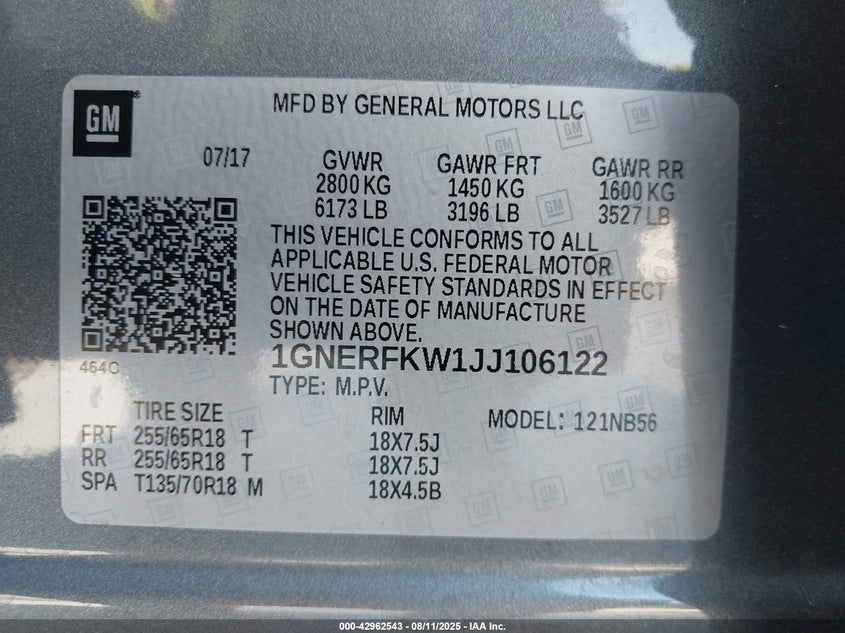 GM
MFD BY GENERAL MOTORS LLC
07/17 GVWR GAWR FRT GAWR RR
2800 KG 1450 KG 1600 KG
6173 LB 3196 LB 3527 LB
THIS VEHICLE CONFORMS TO ALL
APPLICABLE U.S. FEDERAL MOTOR
VEHICLE SAFETY STANDARDS IN EFFECT
ON THE DATE OF MANUFACTURE
SHOWN ABOVE.
464C
1GNERFKW1JJ106122
TYPE: M.P.V.
TIRE SIZE RIM MODEL: 121NB56
FRT 255/65R18 T 18X7.5J
RR 255/65R18 T 18X7.5J
SPA T135/70R18 M 18X4.5B
000-42962543 - 08/11/2025 - IAA Inc.